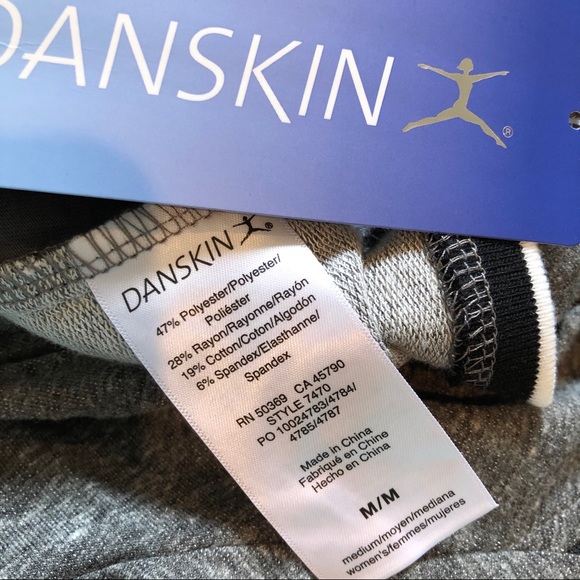 DANSKIN
®
DANSKIN
®
47% Polyester/Polyester/
Poliéster
28% Rayon/Rayonne/Rayón
19% Cotton/Coton/Algodón
6% Spandex/Elasthanne/
Spandex
RN 50369 CA 45790
STYLE 7470
PO 10024783/4784/
4785/4787
Made in China
Fabriqué en Chine
Hecho en China
M/M
medium/moyen/mediana
women's/femmes/mujeres